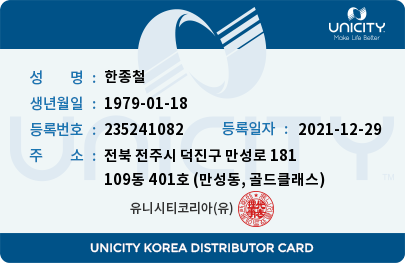 UNICITY
Make Life Better
성 명 : 한종철
생년월일 : 1979-01-18
등록번호 : 235241082 등록일자 : 2021-12-29
주 소 : 전북 전주시 덕진구 만성로 181
109동 401호 (만성동, 골드클래스)
유니시티코리아(유)
UNICITY
UNICITY KOREA DISTRIBUTOR CARD